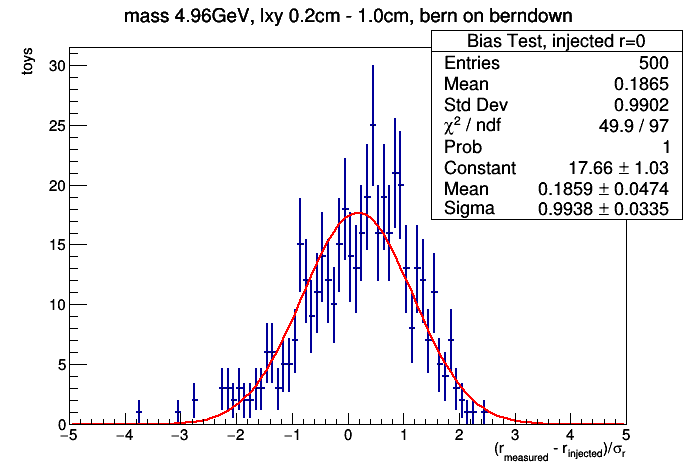 mass 4.96GeV, lxy 0.2cm - 1.0cm, bern on berndown
Bias Test, injected r=0
Entries 500
Mean 0.1865
Std Dev 0.9902
χ² / ndf 49.9 / 97
Prob 1
Constant 17.66 ± 1.03
Mean 0.1859 ± 0.0474
Sigma 0.9938 ± 0.0335
toys
30
25
20
15
10
5
0
−5 −4 −3 −2 −1 0 1 2 3 4 5
(r_measured - r_injected)/σ_r